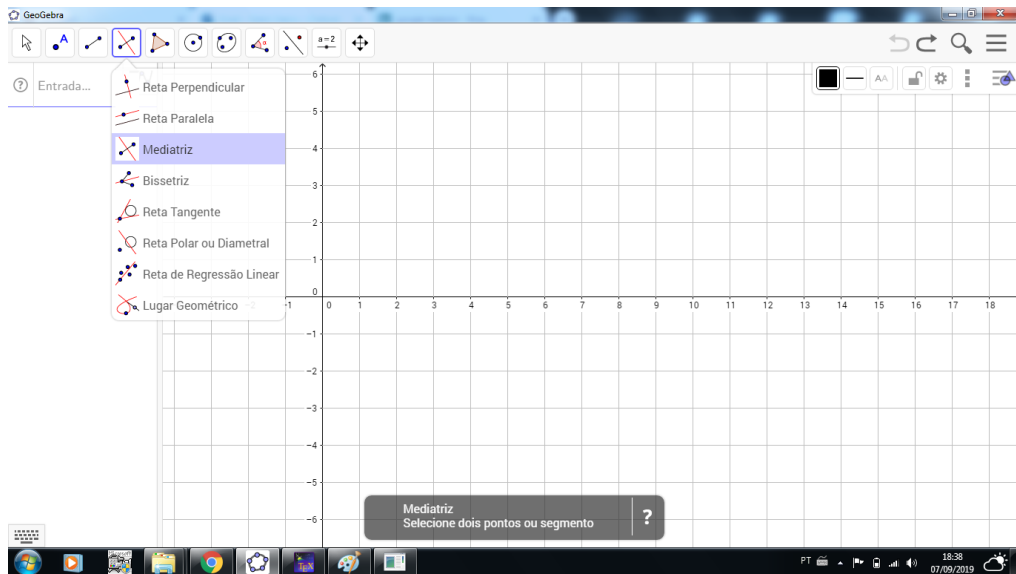 GeoGebra
A
a = 2
Entrada...
AA
Reta Perpendicular
Reta Paralela
Mediatriz
Bissetriz
Reta Tangente
Reta Polar ou Diametral
Reta de Regressão Linear
Lugar Geométrico
6
5
4
3
2
1
0
-2 -1 0 1 2 3 4 5 6 7 8 9 10 11 12 13 14 15 16 17 18
-1
-2
-3
-4
-5
-6
Mediatriz
Selecione dois pontos ou segmento
?
PT
18:38
07/09/2019